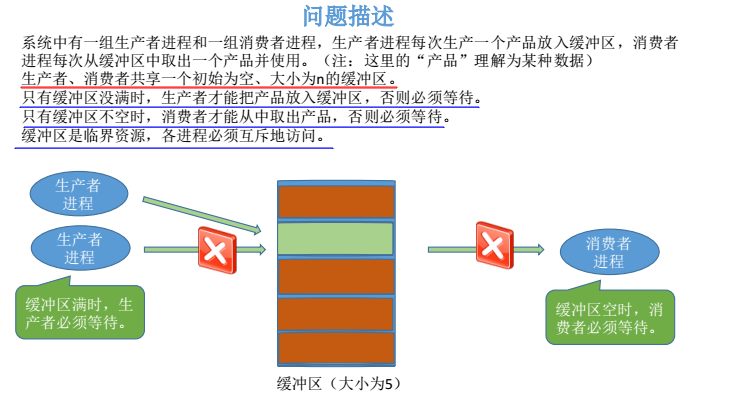 问题描述
系统中有一组生产者进程和一组消费者进程，生产者进程每次生产一个产品放入缓冲区，消费者
进程每次从缓冲区中取出一个产品并使用。（注：这里的“产品”理解为某种数据）
生产者、消费者共享一个初始为空、大小为n的缓冲区。
只有缓冲区没满时，生产者才能把产品放入缓冲区，否则必须等待。
只有缓冲区不空时，消费者才能从中取出产品，否则必须等待。
缓冲区是临界资源，各进程必须互斥地访问。
生产者
进程
生产者
进程
缓冲区满时，生
产者必须等待。
消费者
进程
缓冲区空时，消
费者必须等待。
缓冲区（大小为5）